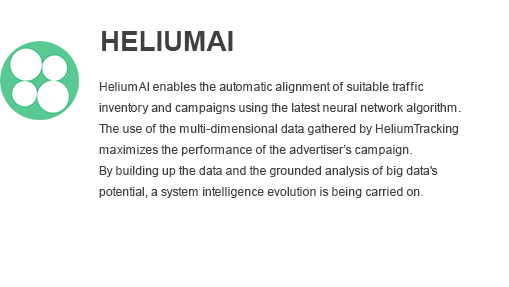 HELIUMAI
HeliumAI enables the automatic alignment of suitable traffic
inventory and campaigns using the latest neural network algorithm.
The use of the multi-dimensional data gathered by HeliumTracking
maximizes the performance of the advertiser's campaign.
By building up the data and the grounded analysis of big data's
potential, a system intelligence evolution is being carried on.